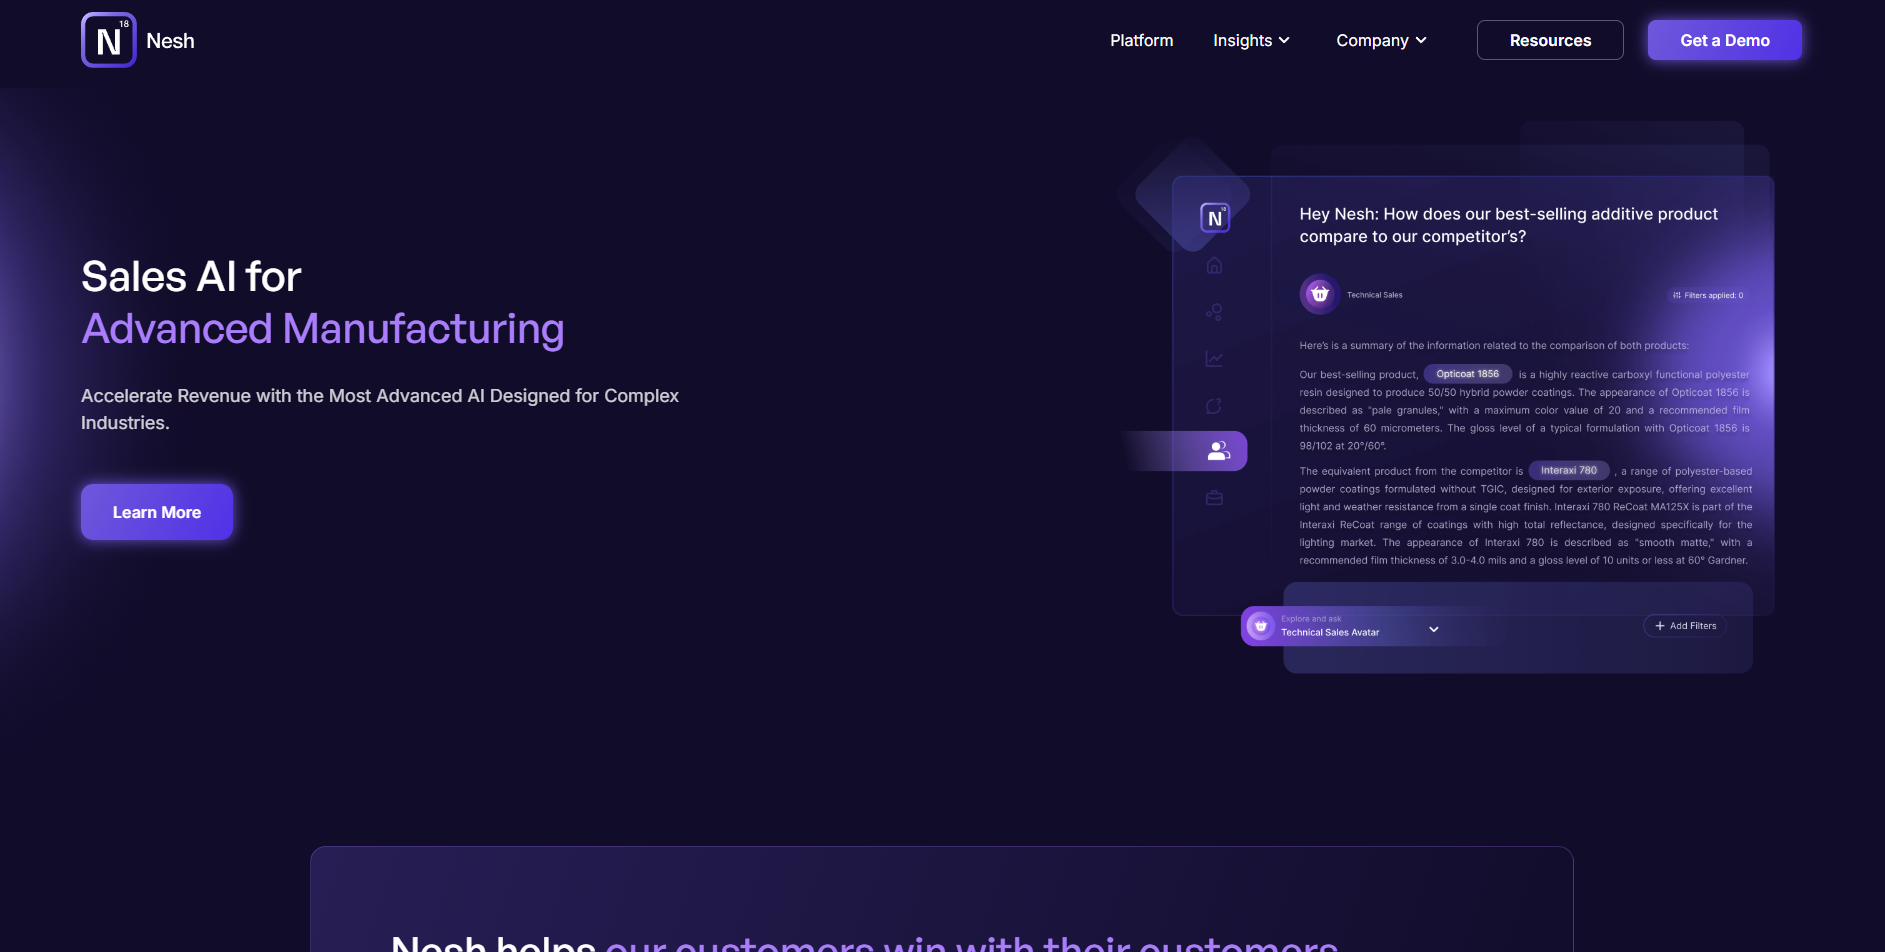 N 18 Nesh
Platform
Insights
Company
Resources
Get a Demo
Sales AI for
Advanced Manufacturing
Accelerate Revenue with the Most Advanced AI Designed for Complex
Industries.
Learn More
N 18
Hey Nesh: How does our best-selling additive product
compare to our competitor's?
Technical Sales
Filters applied: 0
Here's is a summary of the information related to the comparison of both products:
Our best-selling product, Opticoat 1856 is a highly reactive carboxyl functional polyester
resin designed to produce 50/50 hybrid powder coatings. The appearance of Opticoat 1856 is
described as "pale granules," with a maximum color value of 20 and a recommended film
thickness of 60 micrometers. The gloss level of a typical formulation with Opticoat 1856 is
98/102 at 20°/60°.
The equivalent product from the competitor is Interaxi 780 , a range of polyester-based
powder coatings formulated without TGIC, designed for exterior exposure, offering excellent
light and weather resistance from a single coat finish. Interaxi 780 ReCoat MA125X is part of the
Interaxi ReCoat range of coatings with high total reflectance, designed specifically for the
lighting market. The appearance of Interaxi 780 is described as "smooth matte," with a
recommended film thickness of 3.0-4.0 mils and a gloss level of 10 units or less at 60° Gardner.
Explore and ask
Technical Sales Avatar
Add Filters
Nesh helps our customers win with their customers